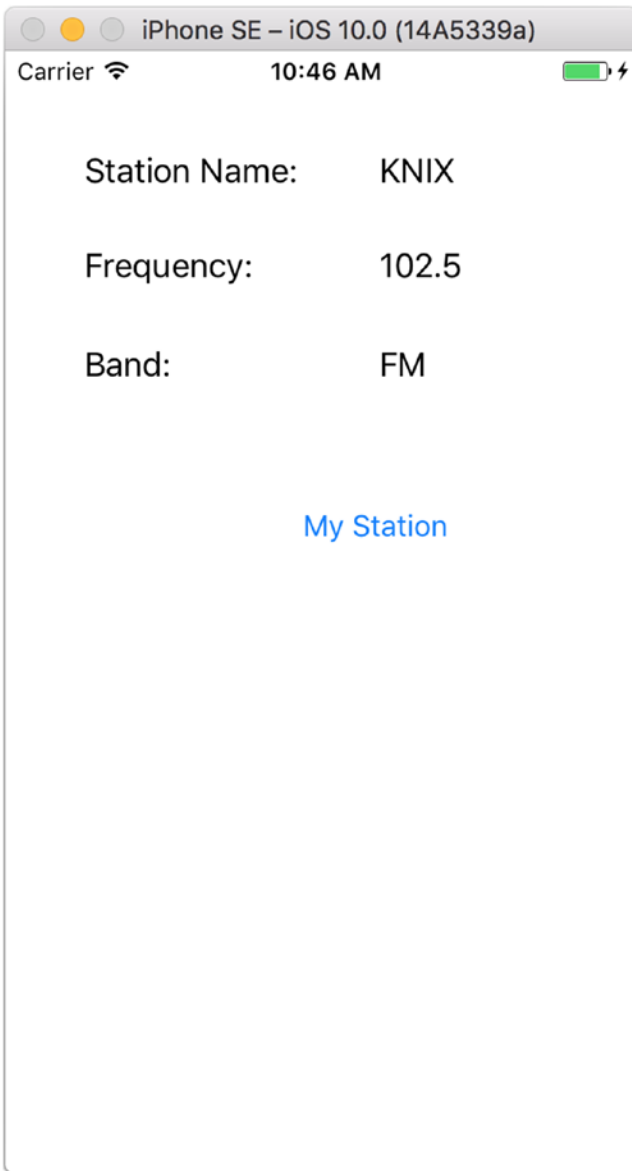 iPhone SE – iOS 10.0 (14A5339a)
Carrier 10:46 AM
Station Name: KNIX
Frequency: 102.5
Band: FM
My Station